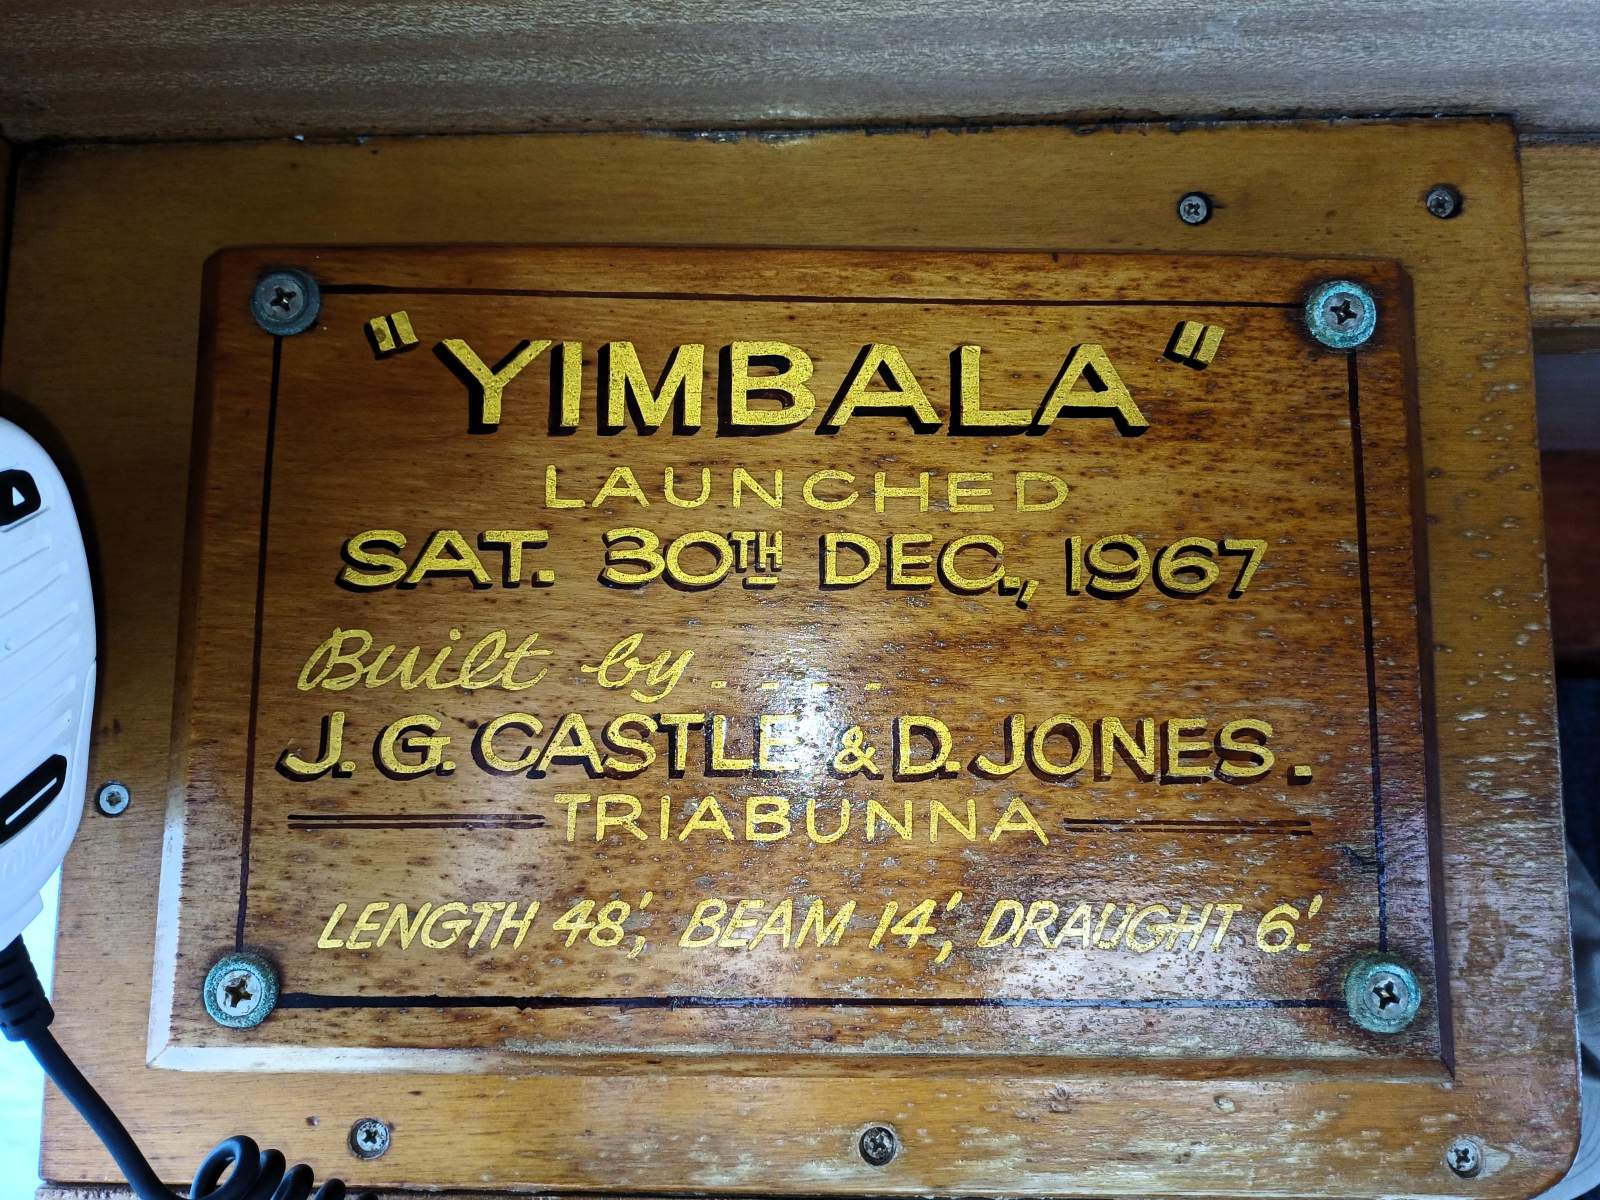 "YIMBALA"
LAUNCHED
SAT. 30TH DEC., 1967
Built by . . . .
J. G. CASTLE & D. JONES.
TRIABUNNA
LENGTH 48', BEAM 14', DRAUGHT 6'.